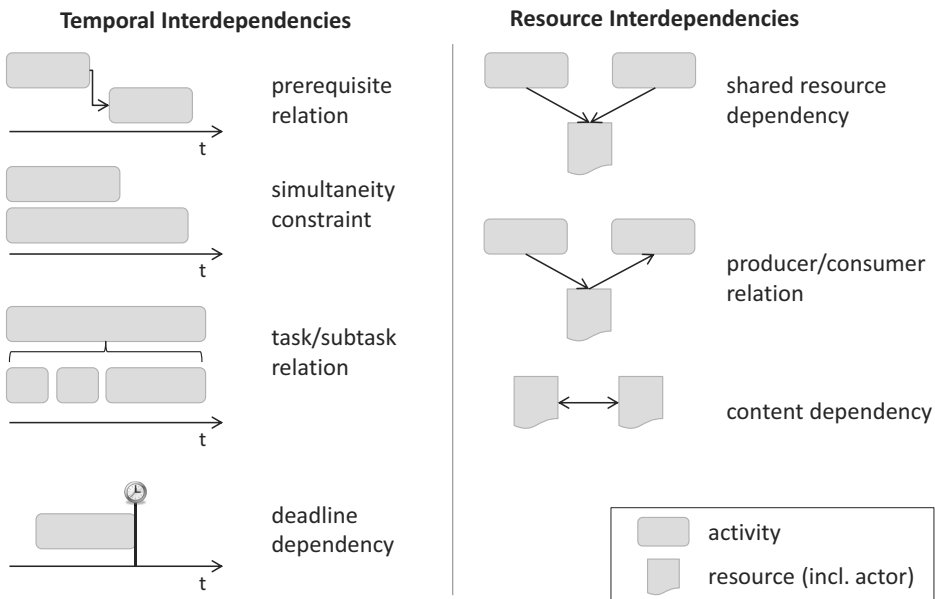 Temporal Interdependencies
prerequisite
relation
t
simultaneity
constraint
t
task/subtask
relation
t
deadline
dependency
t
Resource Interdependencies
shared resource
dependency
producer/consumer
relation
content dependency
activity
resource (incl. actor)